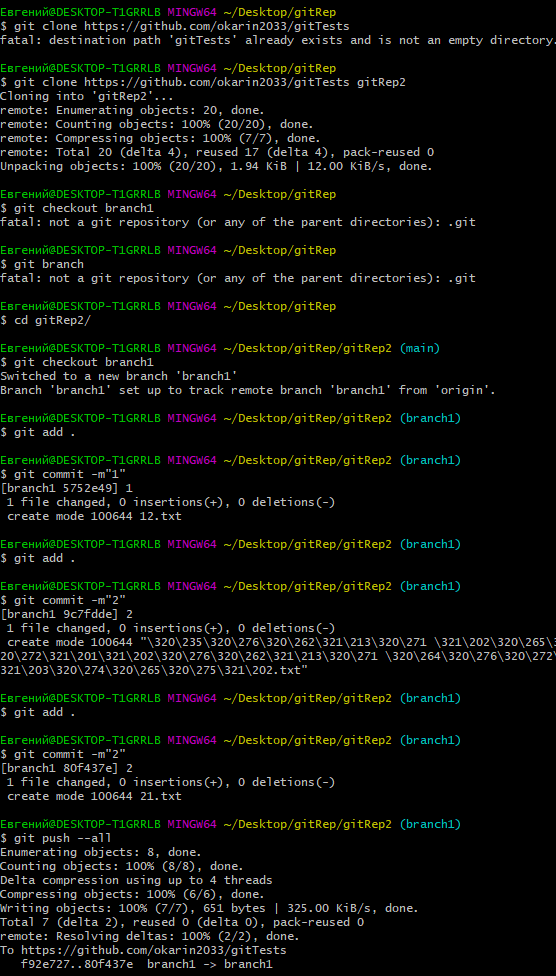 Евгений@DESKTOP-T1GRRLB MINGW64 ~/Desktop/gitRep
$ git clone https://github.com/okarin2033/gitTests
fatal: destination path 'gitTests' already exists and is not an empty directory.
Евгений@DESKTOP-T1GRRLB MINGW64 ~/Desktop/gitRep
$ git clone https://github.com/okarin2033/gitTests gitRep2
Cloning into 'gitRep2'...
remote: Enumerating objects: 20, done.
remote: Counting objects: 100% (20/20), done.
remote: Compressing objects: 100% (7/7), done.
remote: Total 20 (delta 4), reused 17 (delta 4), pack-reused 0
Unpacking objects: 100% (20/20), 1.94 KiB | 12.00 KiB/s, done.
Евгений@DESKTOP-T1GRRLB MINGW64 ~/Desktop/gitRep
$ git checkout branch1
fatal: not a git repository (or any of the parent directories): .git
Евгений@DESKTOP-T1GRRLB MINGW64 ~/Desktop/gitRep
$ git branch
fatal: not a git repository (or any of the parent directories): .git
Евгений@DESKTOP-T1GRRLB MINGW64 ~/Desktop/gitRep
$ cd gitRep2/
Евгений@DESKTOP-T1GRRLB MINGW64 ~/Desktop/gitRep/gitRep2 (main)
$ git checkout branch1
Switched to a new branch 'branch1'
Branch 'branch1' set up to track remote branch 'branch1' from 'origin'.
Евгений@DESKTOP-T1GRRLB MINGW64 ~/Desktop/gitRep/gitRep2 (branch1)
$ git add .
Евгений@DESKTOP-T1GRRLB MINGW64 ~/Desktop/gitRep/gitRep2 (branch1)
$ git commit -m"1"
[branch1 5752e49] 1
1 file changed, 0 insertions(+), 0 deletions(-)
create mode 100644 12.txt
Евгений@DESKTOP-T1GRRLB MINGW64 ~/Desktop/gitRep/gitRep2 (branch1)
$ git add .
Евгений@DESKTOP-T1GRRLB MINGW64 ~/Desktop/gitRep/gitRep2 (branch1)
$ git commit -m"2"
[branch1 9c7fdde] 2
1 file changed, 0 insertions(+), 0 deletions(-)
create mode 100644 "\320\235\320\276\320\262\321\213\320\271 \321\202\320\265\3
20\272\321\201\321\202\320\276\320\262\321\213\320\271 \320\264\320\276\320\272\
321\203\320\274\320\265\320\275\321\202.txt"
Евгений@DESKTOP-T1GRRLB MINGW64 ~/Desktop/gitRep/gitRep2 (branch1)
$ git add .
Евгений@DESKTOP-T1GRRLB MINGW64 ~/Desktop/gitRep/gitRep2 (branch1)
$ git commit -m"2"
[branch1 80f437e] 2
1 file changed, 0 insertions(+), 0 deletions(-)
create mode 100644 21.txt
Евгений@DESKTOP-T1GRRLB MINGW64 ~/Desktop/gitRep/gitRep2 (branch1)
$ git push --all
Enumerating objects: 8, done.
Counting objects: 100% (8/8), done.
Delta compression using up to 4 threads
Compressing objects: 100% (6/6), done.
Writing objects: 100% (7/7), 651 bytes | 325.00 KiB/s, done.
Total 7 (delta 2), reused 0 (delta 0), pack-reused 0
remote: Resolving deltas: 100% (2/2), done.
To https://github.com/okarin2033/gitTests
f92e727..80f437e branch1 -> branch1